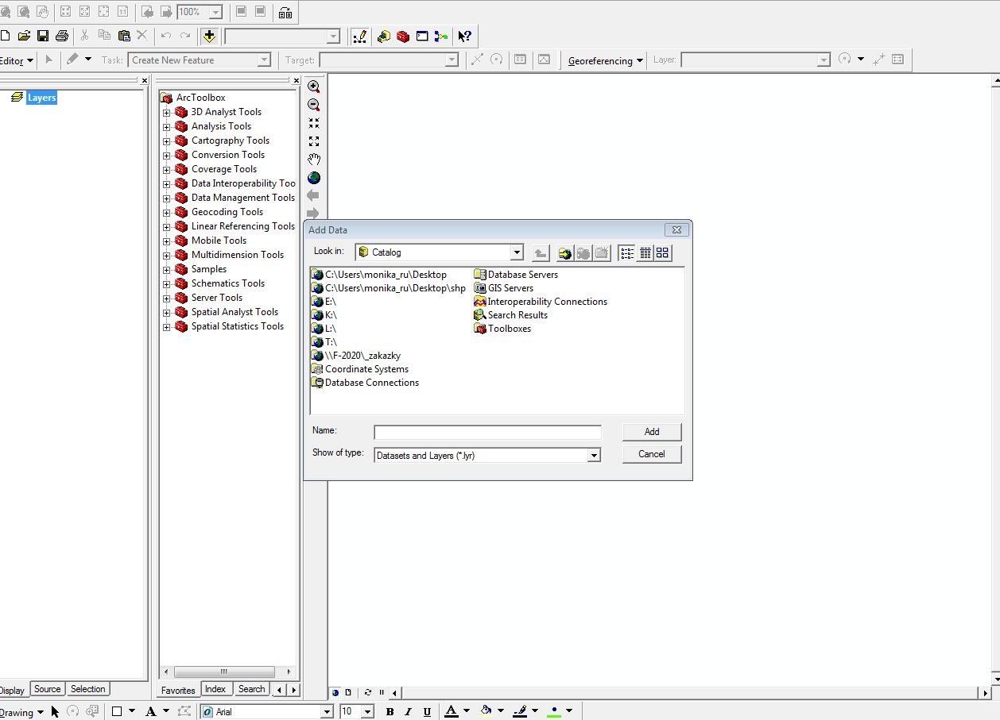 100%
1:1
Editor
Task:
Create New Feature
Target:
Georeferencing
Layer:
Layers
ArcToolbox
3D Analyst Tools
Analysis Tools
Cartography Tools
Conversion Tools
Coverage Tools
Data Interoperability Too
Data Management Tools
Geocoding Tools
Linear Referencing Tools
Mobile Tools
Multidimension Tools
Samples
Schematics Tools
Server Tools
Spatial Analyst Tools
Spatial Statistics Tools
Add Data
Look in:
Catalog
C:\Users\monika_ru\Desktop
C:\Users\monika_ru\Desktop\shp
E:\
K:\
L:\
T:\
\\F-2020\_zakazky
Coordinate Systems
Database Connections
Database Servers
GIS Servers
Interoperability Connections
Search Results
Toolboxes
Name:
Add
Show of type:
Datasets and Layers (*.lyr)
Cancel
Display
Source
Selection
Favorites
Index
Search
Drawing
A
Arial
10
B
I
U
A